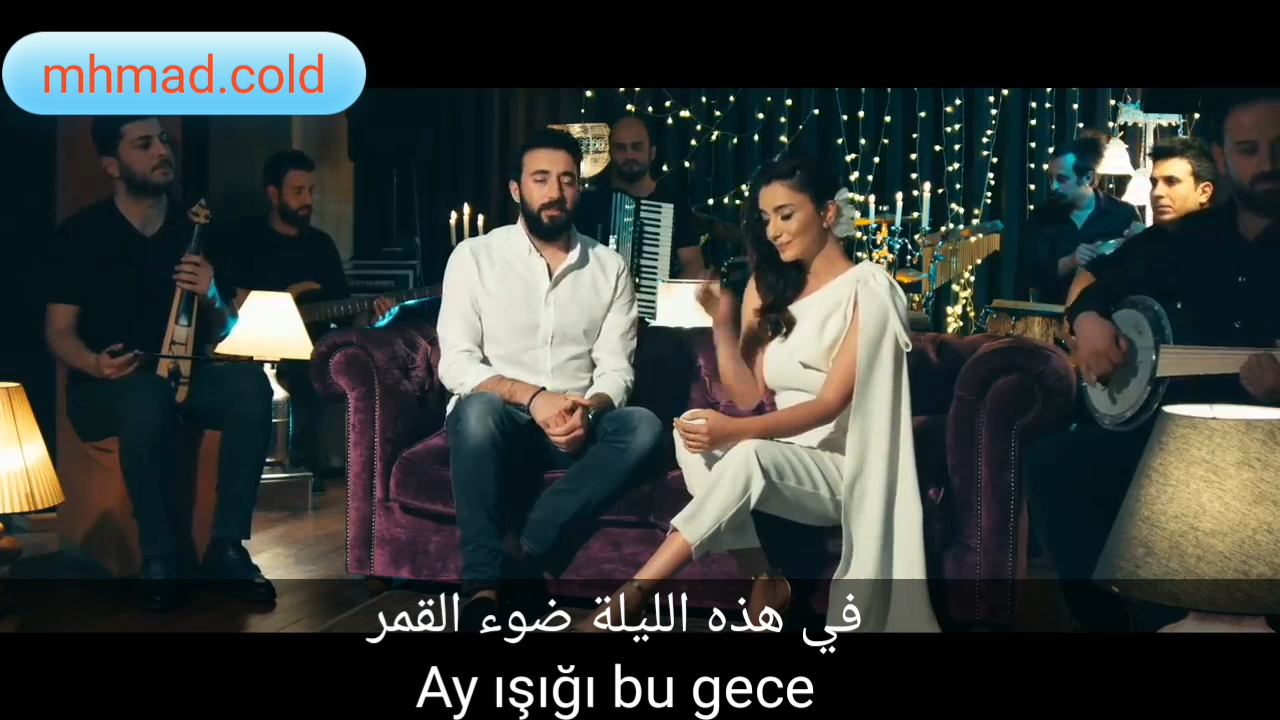 mhmad.cold
في هذه الليلة ضوء القمر
Ay ışığı bu gece